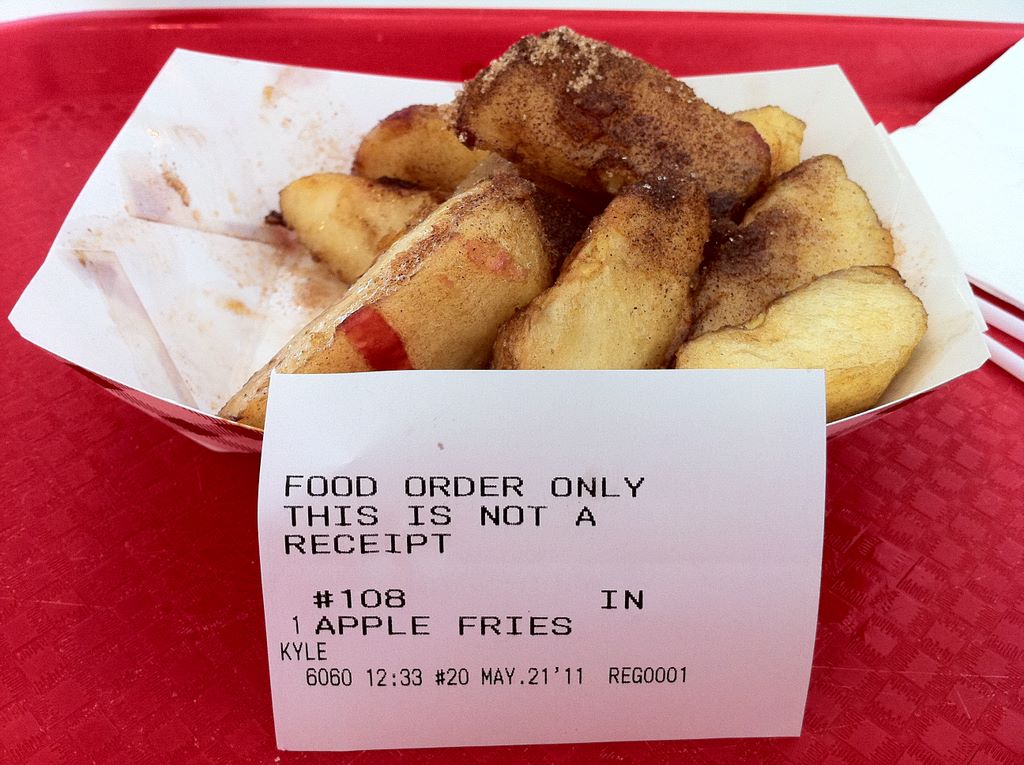 FOOD ORDER ONLY
THIS IS NOT A
RECEIPT
#108 IN
1 APPLE FRIES
KYLE
6060 12:33 #20 MAY.21'11 REG0001